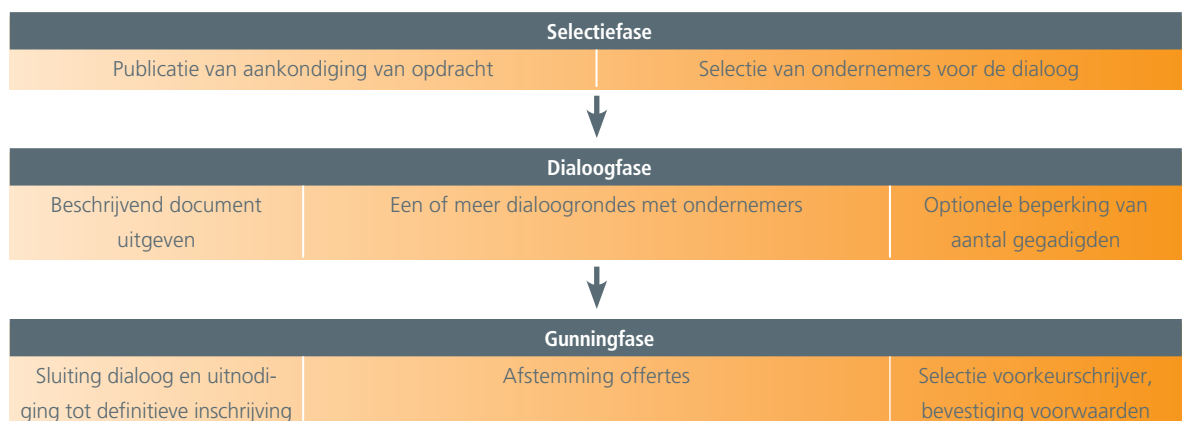 Selectiefase
Publicatie van aankondiging van opdracht
Selectie van ondernemers voor de dialoog
Dialoogfase
Beschrijvend document
uitgeven
Een of meer dialoogrondes met ondernemers
Optionele beperking van
aantal gegadigden
Gunningfase
Sluiting dialoog en uitnodi-
ging tot definitieve inschrijving
Afstemming offertes
Selectie voorkeurschrijver,
bevestiging voorwaarden